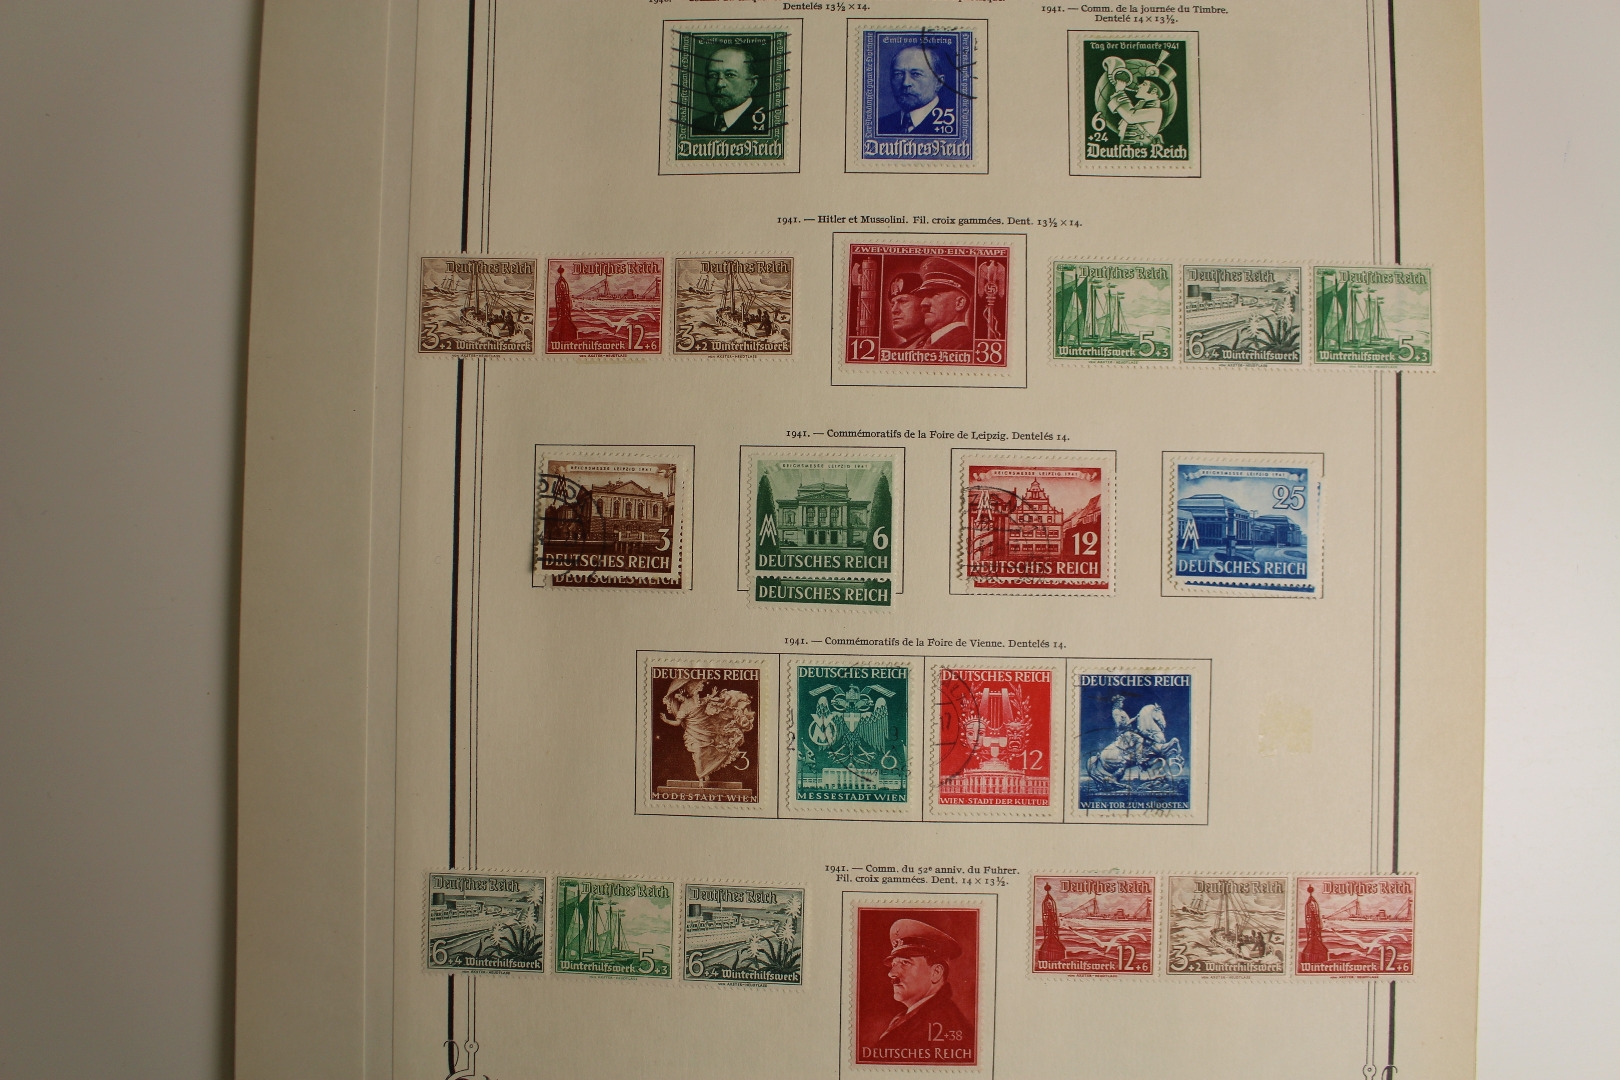 Dentelés 13½ × 14.
1941. — Comm. de la journée du Timbre.
Dentelé 14 × 13½.
Emil von Behring
6
+4
Deutsches Reich
Emil von Behring
25
+10
Deutsches Reich
Tag der Briefmarke 1941
6
+24
Deutsches Reich
1941. — Hitler et Mussolini. Fil. croix gammées. Dent. 13½ × 14.
Deutsches Reich
3+2 Winterhilfswerk
Deutsches Reich
12+6
Winterhilfswerk
Deutsches Reich
3+2 Winterhilfswerk
ZWEI·VÖLKER·UND·EIN·KAMPF
12 Deutsches Reich +38
Deutsches Reich
Winterhilfswerk 5+3
Deutsches Reich
6+4 Winterhilfswerk
Deutsches Reich
Winterhilfswerk 5+3
1941. — Commémoratifs de la Foire de Leipzig. Dentelés 14.
REICHSMESSE LEIPZIG 1941
3
DEUTSCHES REICH
DEUTSCHES REICH
REICHSMESSE LEIPZIG 1941
6
DEUTSCHES REICH
DEUTSCHES REICH
REICHSMESSE LEIPZIG 1941
12
DEUTSCHES REICH
REICHSMESSE LEIPZIG 1941
25
DEUTSCHES REICH
1941. — Commémoratifs de la Foire de Vienne. Dentelés 14.
DEUTSCHES REICH
3
MODESTADT WIEN
DEUTSCHES REICH
6
MESSESTADT WIEN
DEUTSCHES REICH
12
WIEN·STADT DER KULTUR
DEUTSCHES REICH
25
WIEN·TOR ZUM SÜDOSTEN
1941. — Comm. du 52e anniv. du Fuhrer.
Fil. croix gammées. Dent. 14 × 13½.
Deutsches Reich
6+4 Winterhilfswerk
Deutsches Reich
Winterhilfswerk 5+3
Deutsches Reich
6+4 Winterhilfswerk
12+38
DEUTSCHES REICH
Deutsches Reich
Winterhilfswerk 12+6
Deutsches Reich
3+2 Winterhilfswerk
Deutsches Reich
Winterhilfswerk 12+6